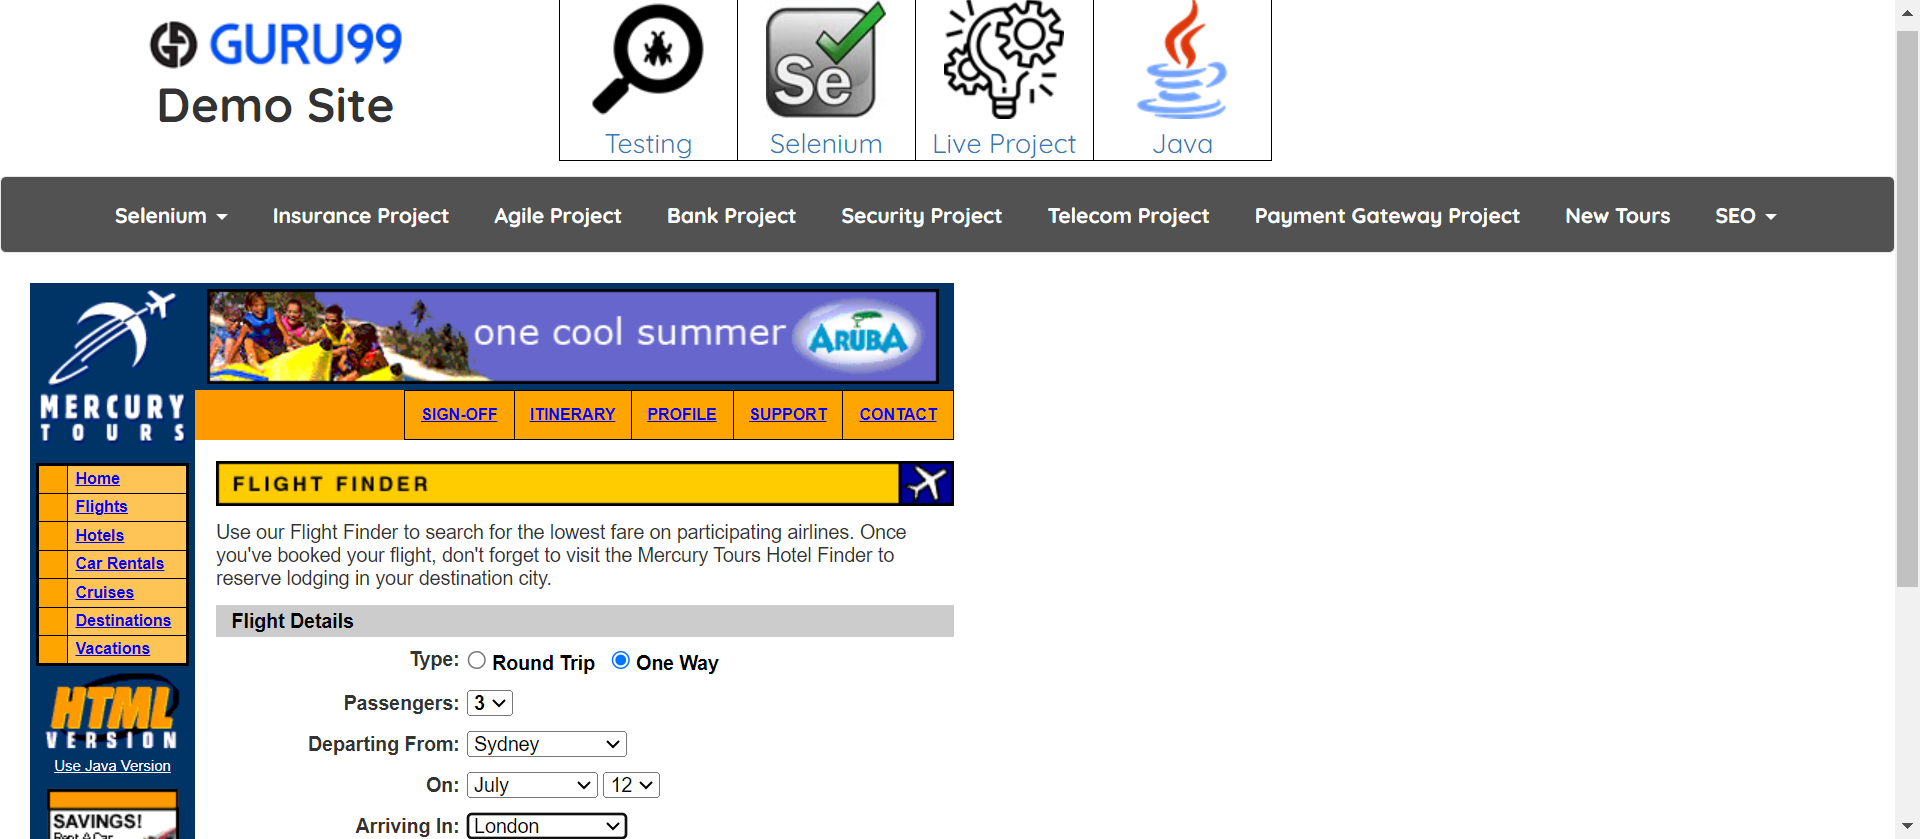 GURU99
Demo Site
Testing
Se
Selenium
Live Project
Java
Selenium
Insurance Project
Agile Project
Bank Project
Security Project
Telecom Project
Payment Gateway Project
New Tours
SEO
one cool summer
ARUBA
MERCURY
TOURS
SIGN-OFF
ITINERARY
PROFILE
SUPPORT
CONTACT
Home
Flights
Hotels
Car Rentals
Cruises
Destinations
Vacations
HTML
VERSION
Use Java Version
SAVINGS!
Rent A Car
FLIGHT FINDER
Use our Flight Finder to search for the lowest fare on participating airlines. Once
you've booked your flight, don't forget to visit the Mercury Tours Hotel Finder to
reserve lodging in your destination city.
Flight Details
Type: Round Trip One Way
Passengers: 3
Departing From: Sydney
On: July 12
Arriving In: London